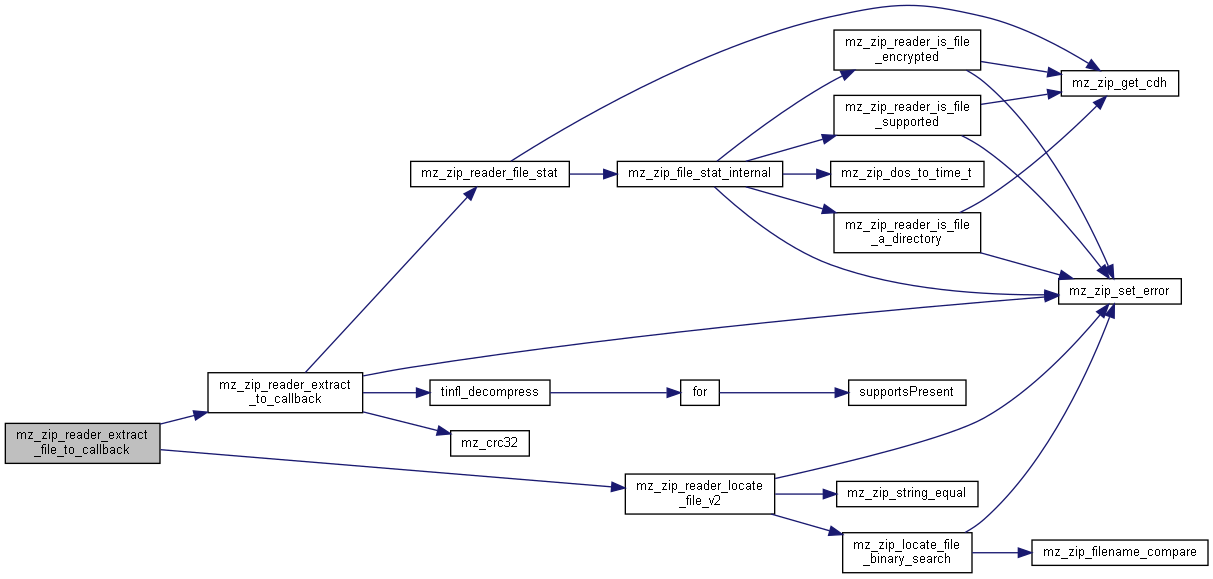 mz_zip_reader_is_file
_encrypted
mz_zip_get_cdh
mz_zip_reader_is_file
_supported
mz_zip_reader_file_stat
mz_zip_file_stat_internal
mz_zip_dos_to_time_t
mz_zip_reader_is_file
_a_directory
mz_zip_set_error
mz_zip_reader_extract
_to_callback
tinfl_decompress
for
supportsPresent
mz_zip_reader_extract
_file_to_callback
mz_crc32
mz_zip_reader_locate
_file_v2
mz_zip_string_equal
mz_zip_locate_file
_binary_search
mz_zip_filename_compare